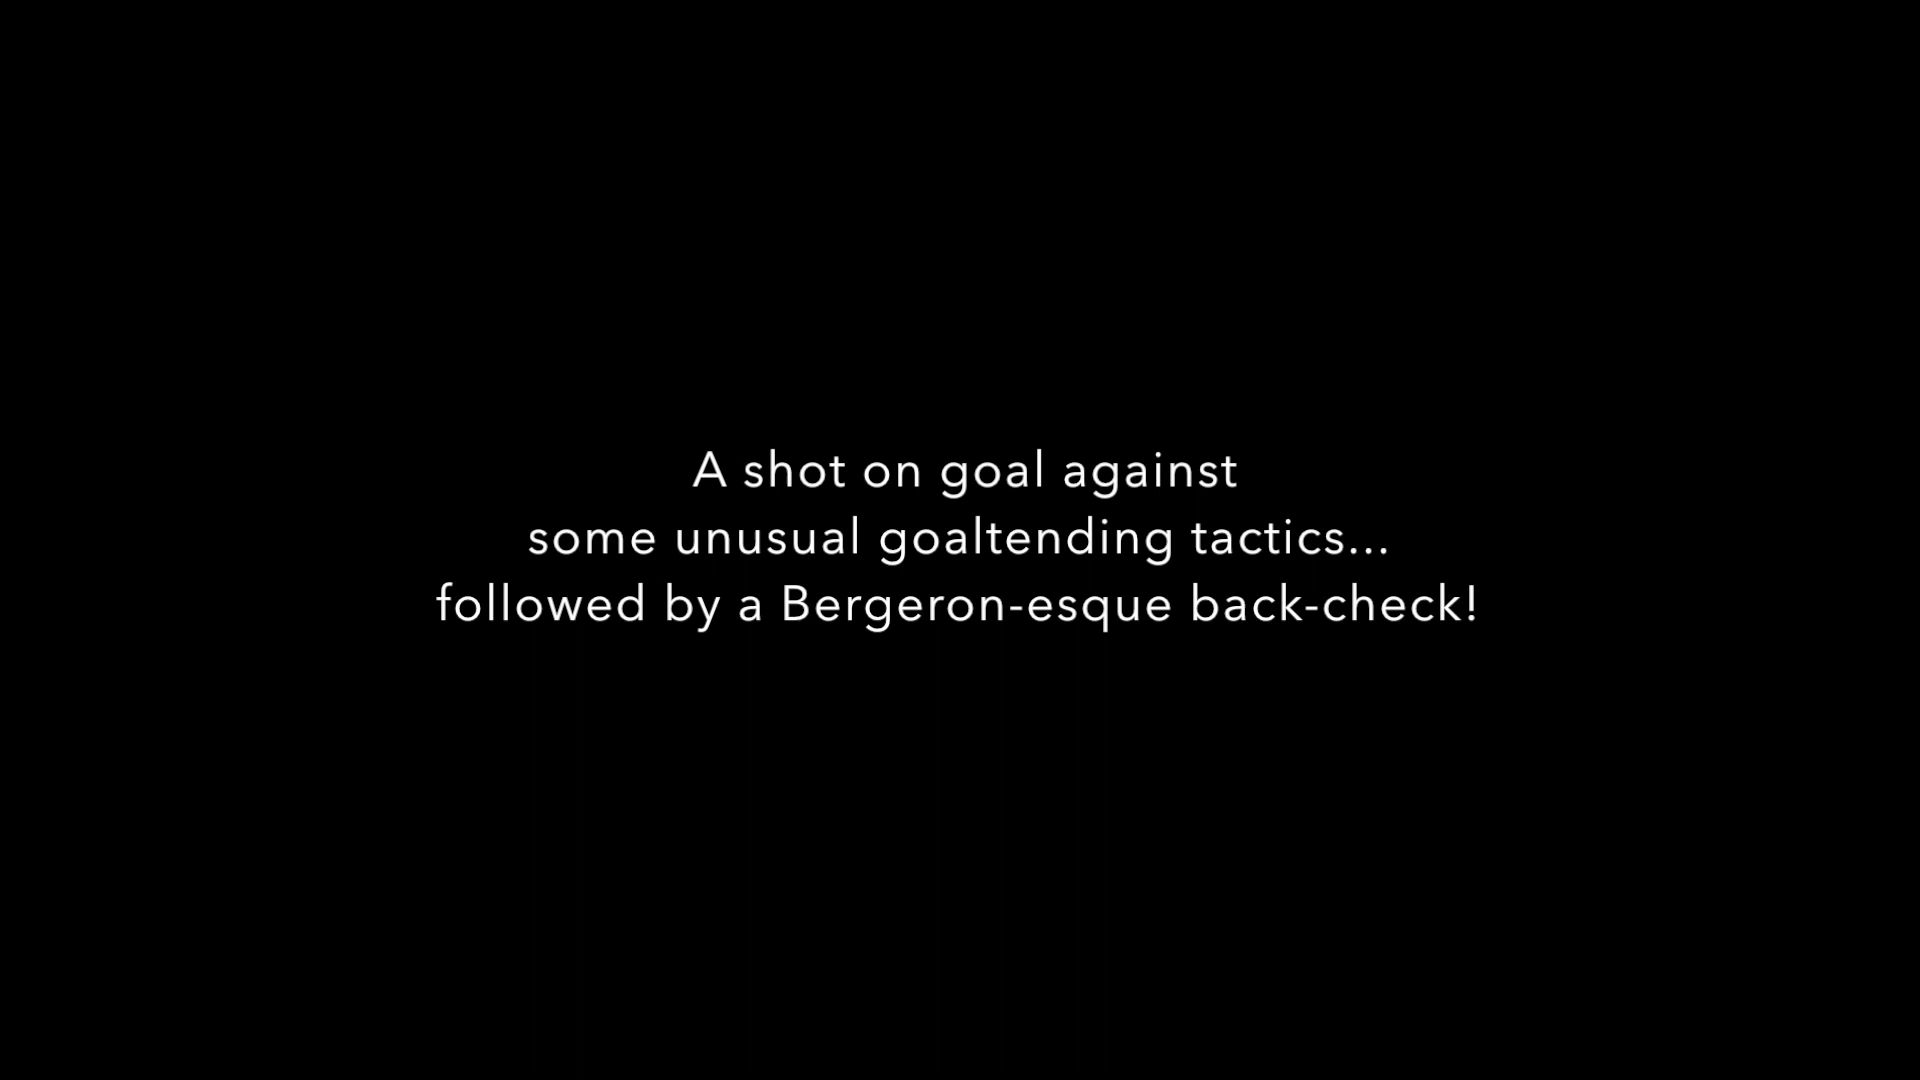 A shot on goal against
some unusual goaltending tactics...
followed by a Bergeron-esque back-check!